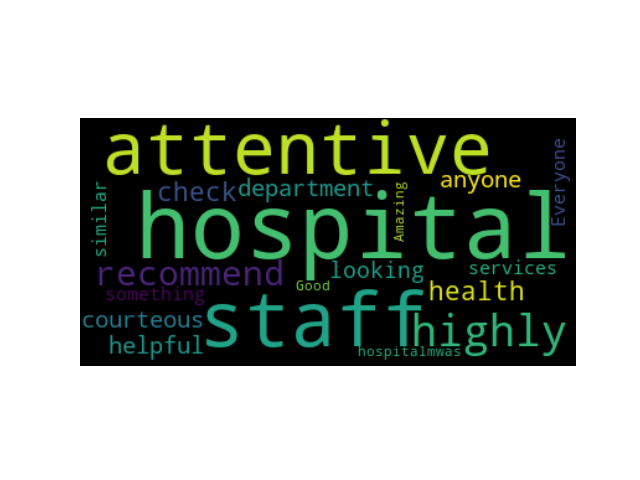 attentive
Everyone
check
department
anyone
similar
hospital
Amazing
recommend
looking
services
something
Good
health
courteous
staff
highly
helpful
hospitalmwas